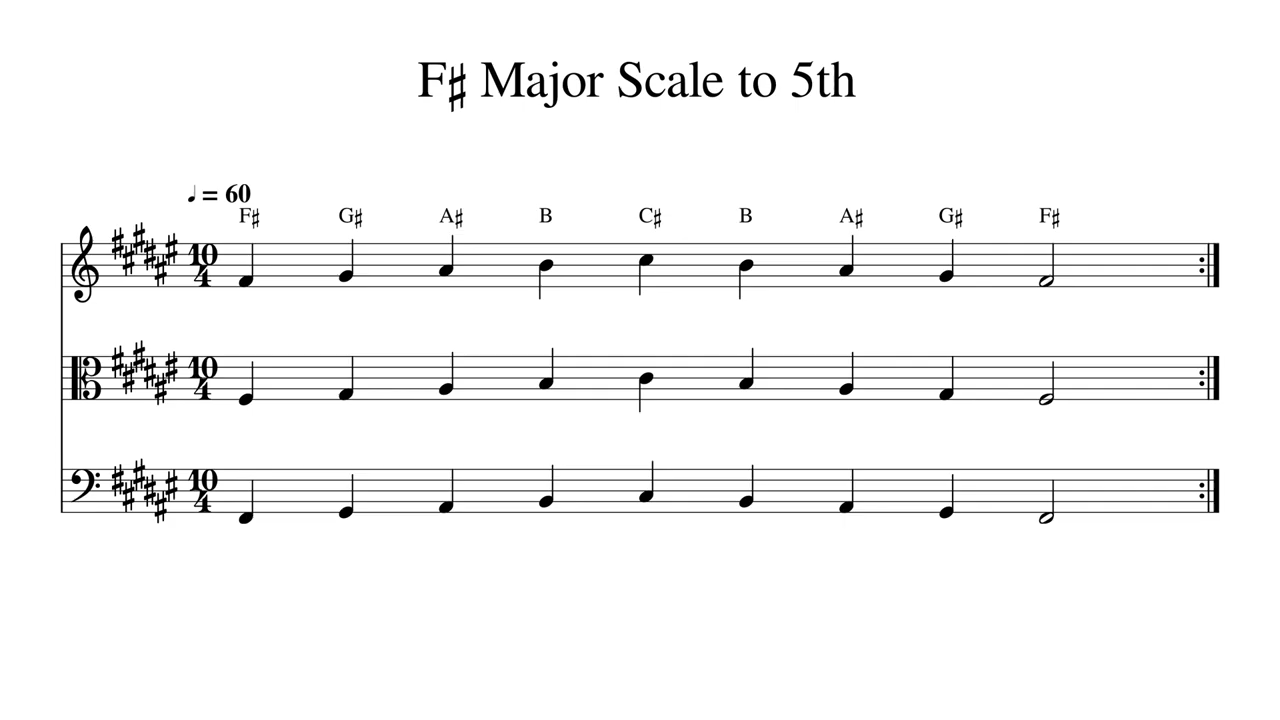 F♯ Major Scale to 5th
♩ = 60
F♯ G♯ A♯ B C♯ B A♯ G♯ F♯
10
4
10
4
10
4